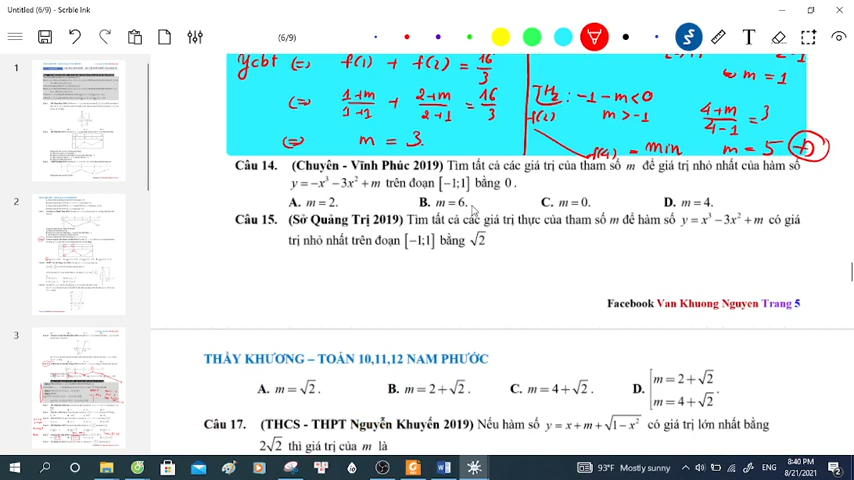 Untitled (6/9) - Scrble Ink
(6/9)
Ycbt ⇔ f(1) + f(2) = 16/3
⇔ 1+m/1+1 + 2+m/2+1 = 16/3
⇔ m = 3.
m = 1
TH2: -1-m<0
m > -1
4+m/4-1 = 3
f(2)
f(4) = min
m = 5
Câu 14. (Chuyên - Vĩnh Phúc 2019) Tìm tất cả các giá trị của tham số m để giá trị nhỏ nhất của hàm số
y = −x³ − 3x² + m trên đoạn [−1;1] bằng 0.
A. m = 2. B. m = 6. C. m = 0. D. m = 4.
Câu 15. (Sở Quảng Trị 2019) Tìm tất cả các giá trị thực của tham số m để hàm số y = x³ − 3x² + m có giá
trị nhỏ nhất trên đoạn [−1;1] bằng √2
Facebook Van Khuong Nguyen Trang 5
THẦY KHƯƠNG – TOÁN 10,11,12 NAM PHƯỚC
A. m = √2. B. m = 2 + √2. C. m = 4 + √2. D. [m = 2 + √2
m = 4 + √2.
Câu 17. (THCS - THPT Nguyễn Khuyến 2019) Nếu hàm số y = x + m + √1 − x² có giá trị lớn nhất bằng
2√2 thì giá trị của m là
1
2
3
93°F Mostly sunny
ENG
8:40 PM
8/21/2021